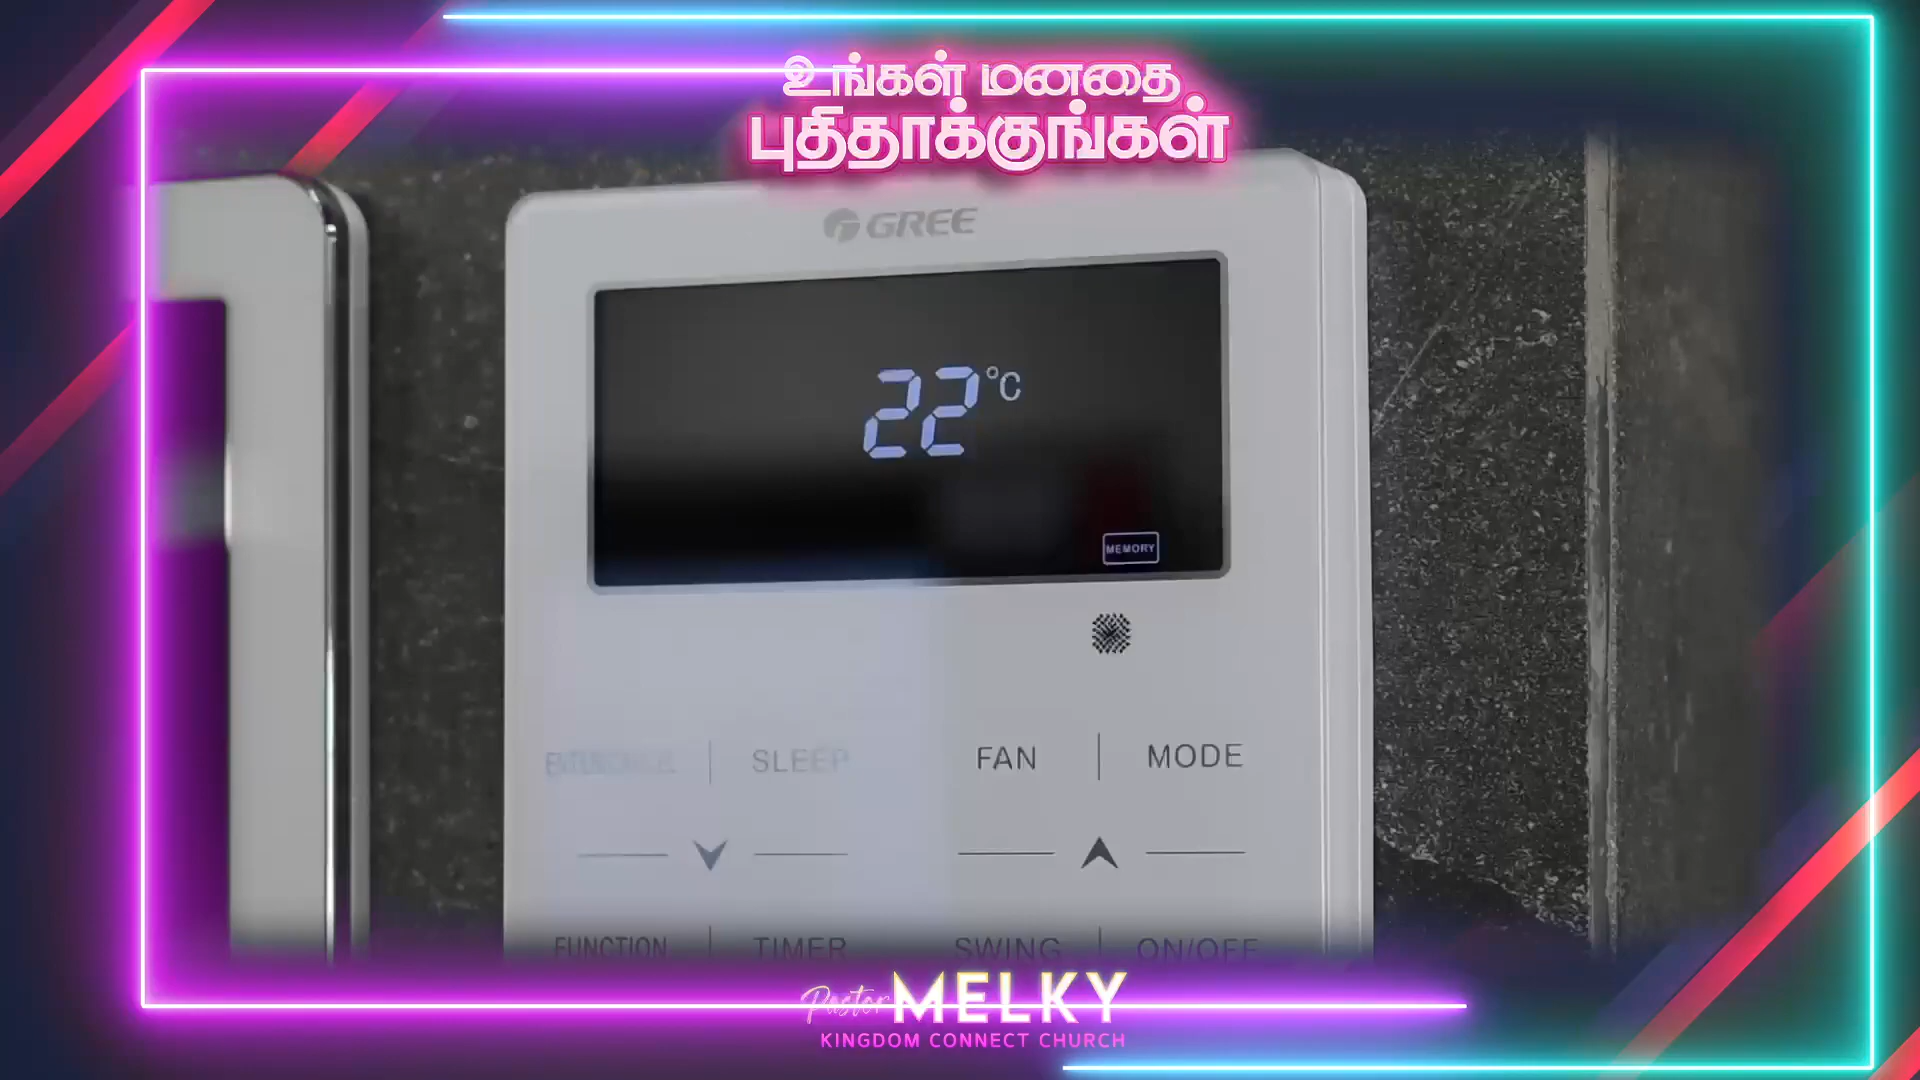 உங்கள் மனதை
புதிதாக்குங்கள்
GREE
22°C
MEMORY
SLEEP FAN MODE
FUNCTION TIMER SWING ON/OFF
Pastor MELKY
KINGDOM CONNECT CHURCH